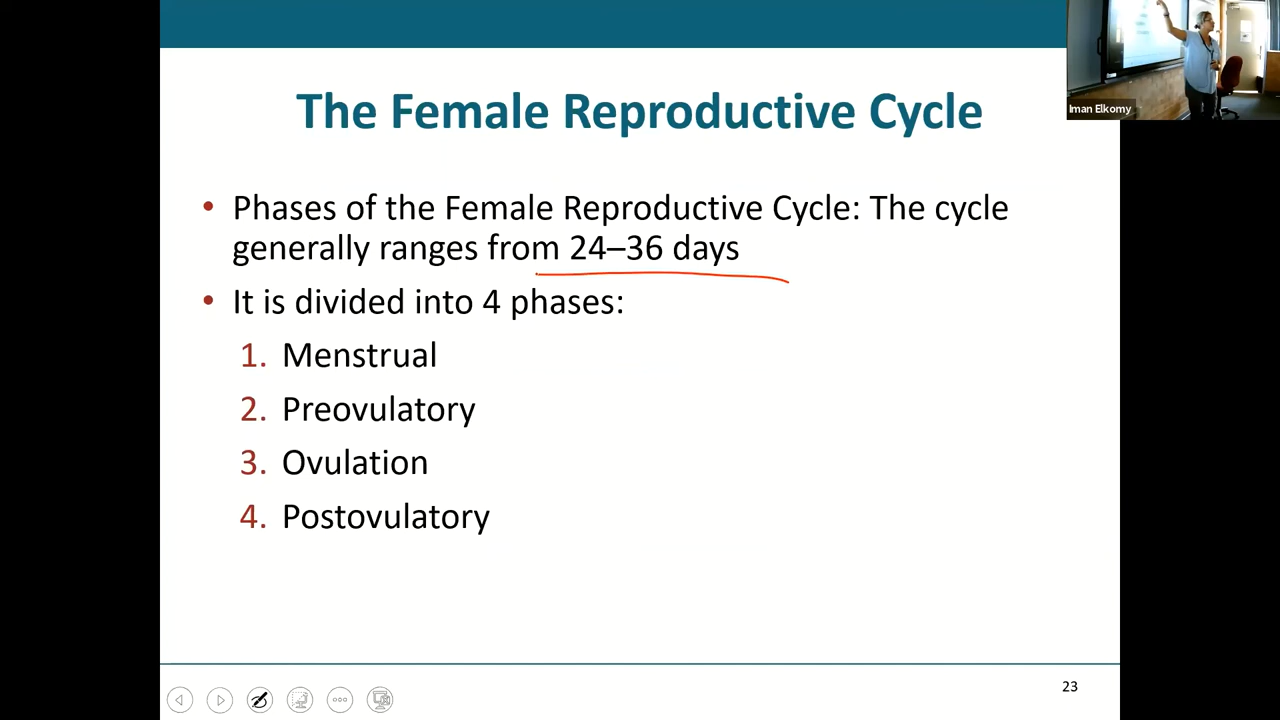 The Female Reproductive Cycle
Iman Elkomy
• Phases of the Female Reproductive Cycle: The cycle
generally ranges from 24–36 days
• It is divided into 4 phases:
1. Menstrual
2. Preovulatory
3. Ovulation
4. Postovulatory
23